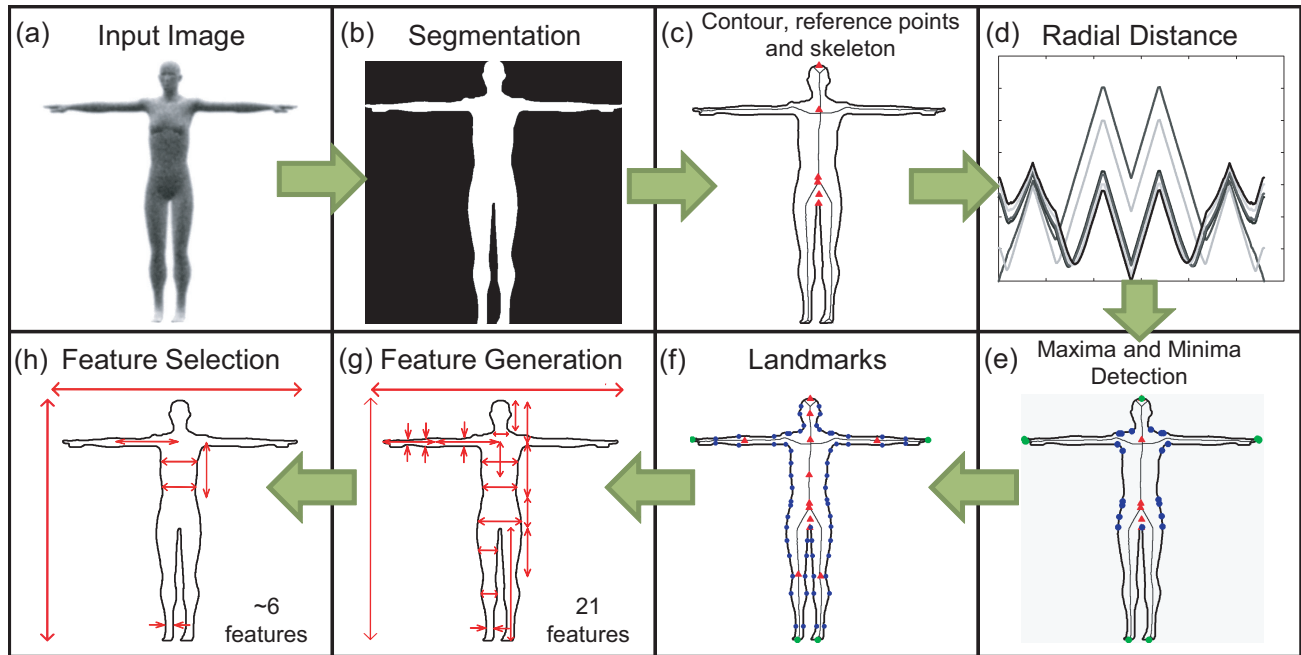 (a) Input Image
(b) Segmentation
(c) Contour, reference points
and skeleton
(d) Radial Distance
(h) Feature Selection
~6
features
(g) Feature Generation
21
features
(f) Landmarks
(e) Maxima and Minima
Detection